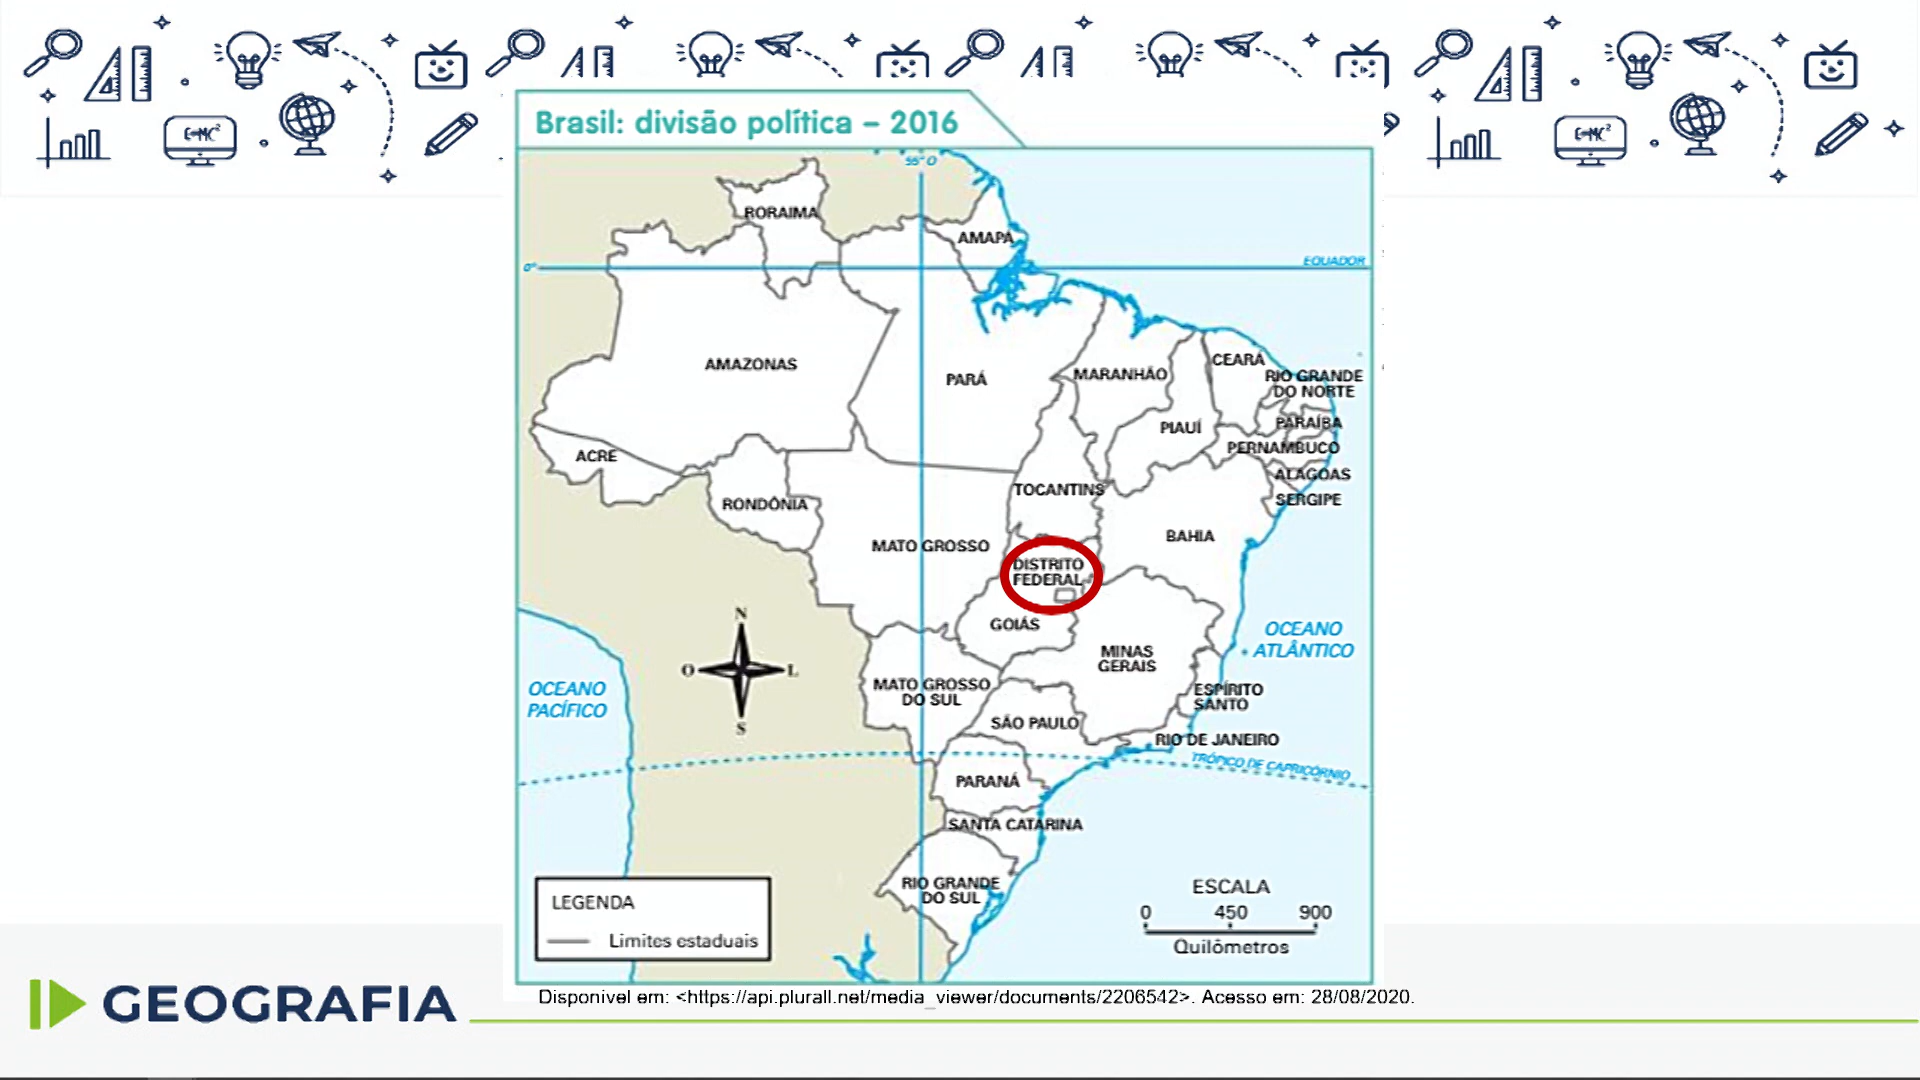 E=MC²
E=MC²
Brasil: divisão política – 2016
55° O
RORAIMA
AMAPÁ
0°
EQUADOR
AMAZONAS
PARÁ
MARANHÃO
CEARÁ
RIO GRANDE
DO NORTE
PARAÍBA
PIAUÍ
PERNAMBUCO
ACRE
ALAGOAS
TOCANTINS
SERGIPE
RONDÔNIA
BAHIA
MATO GROSSO
DISTRITO
FEDERAL
N
GOIÁS
OCEANO
ATLÂNTICO
MINAS
GERAIS
O
L
MATO GROSSO
DO SUL
OCEANO
PACÍFICO
ESPÍRITO
SANTO
SÃO PAULO
S
RIO DE JANEIRO
TRÓPICO DE CAPRICÓRNIO
PARANÁ
SANTA CATARINA
RIO GRANDE
DO SUL
ESCALA
0 450 900
Quilômetros
LEGENDA
Limites estaduais
GEOGRAFIA
Disponível em: <https://api.plurall.net/media_viewer/documents/2206542>. Acesso em: 28/08/2020.